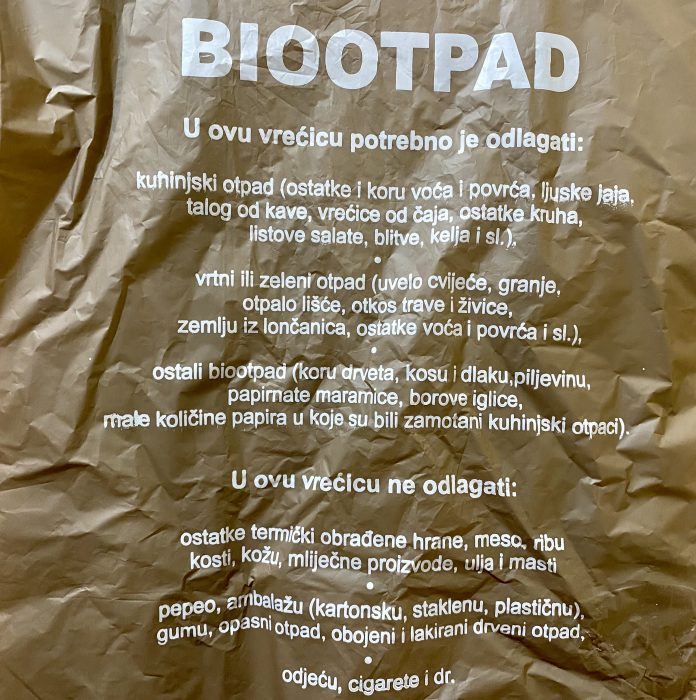 BIOOTPAD
U ovu vrećicu potrebno je odlagati:
kuhinjski otpad (ostatke i koru voća i povrća, ljuske jaja,
talog od kave, vrećice od čaja, ostatke kruha,
listove salate, blitve, kelja i sl.),
•
vrtni ili zeleni otpad (uvelo cvijeće, granje,
otpalo lišće, otkos trave i živice,
zemlju iz lončanica, ostatke voća i povrća i sl.),
•
ostali biootpad (koru drveta, kosu i dlaku,piljevinu,
papirnate maramice, borove iglice,
male količine papira u koje su bili zamotani kuhinjski otpaci).
U ovu vrećicu ne odlagati:
ostatke termički obrađene hrane, meso, ribu
kosti, kožu, mliječne proizvode, ulja i masti
•
pepeo, ambalažu (kartonsku, staklenu, plastičnu),
gumu, opasni otpad, obojeni i lakirani drveni otpad,
•
odjeću, cigarete i dr.